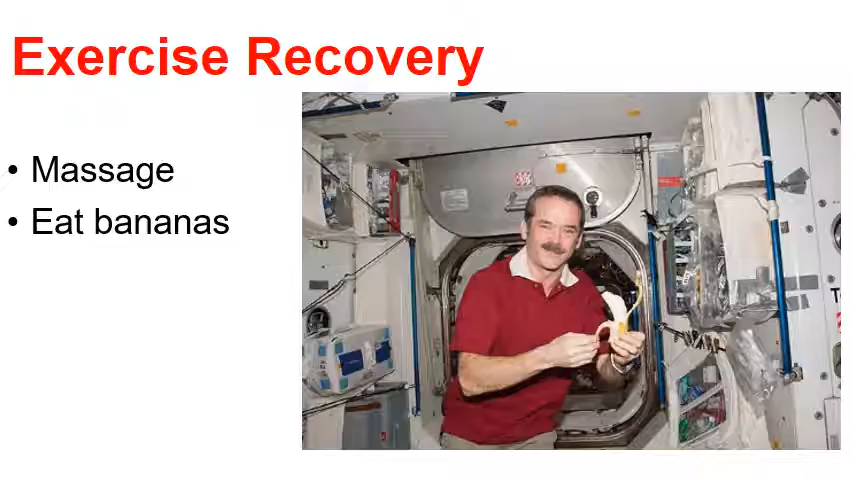 Exercise Recovery
• Massage
• Eat bananas